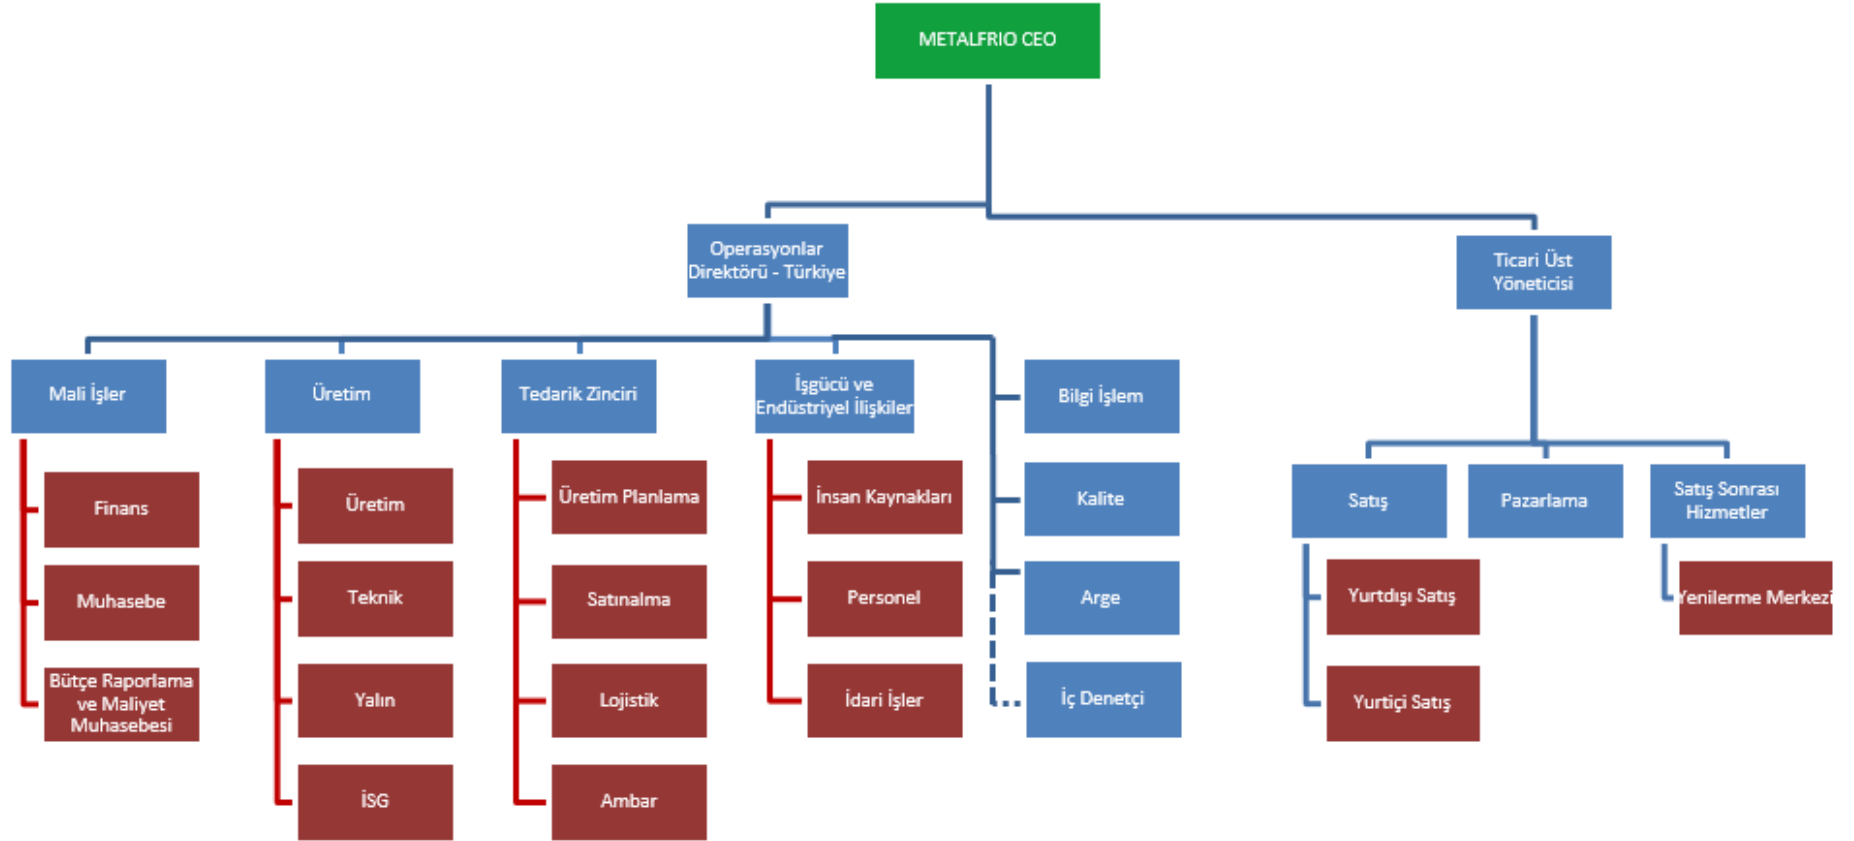 METALFRIO CEO
Operasyonlar
Direktörü - Türkiye
Ticari Üst
Yöneticisi
Mali İşler
Üretim
Tedarik Zinciri
İşgücü ve
Endüstriyel İlişkiler
Bilgi İşlem
Finans
Muhasebe
Bütçe Raporlama
ve Maliyet
Muhasebesi
Üretim
Teknik
Yalın
İSG
Üretim Planlama
Satınalma
Lojistik
Ambar
İnsan Kaynakları
Personel
İdari İşler
Kalite
Arge
İç Denetçi
Satış
Pazarlama
Satış Sonrası
Hizmetler
Yurtdışı Satış
Yurtiçi Satış
Yenilerme Merkezi